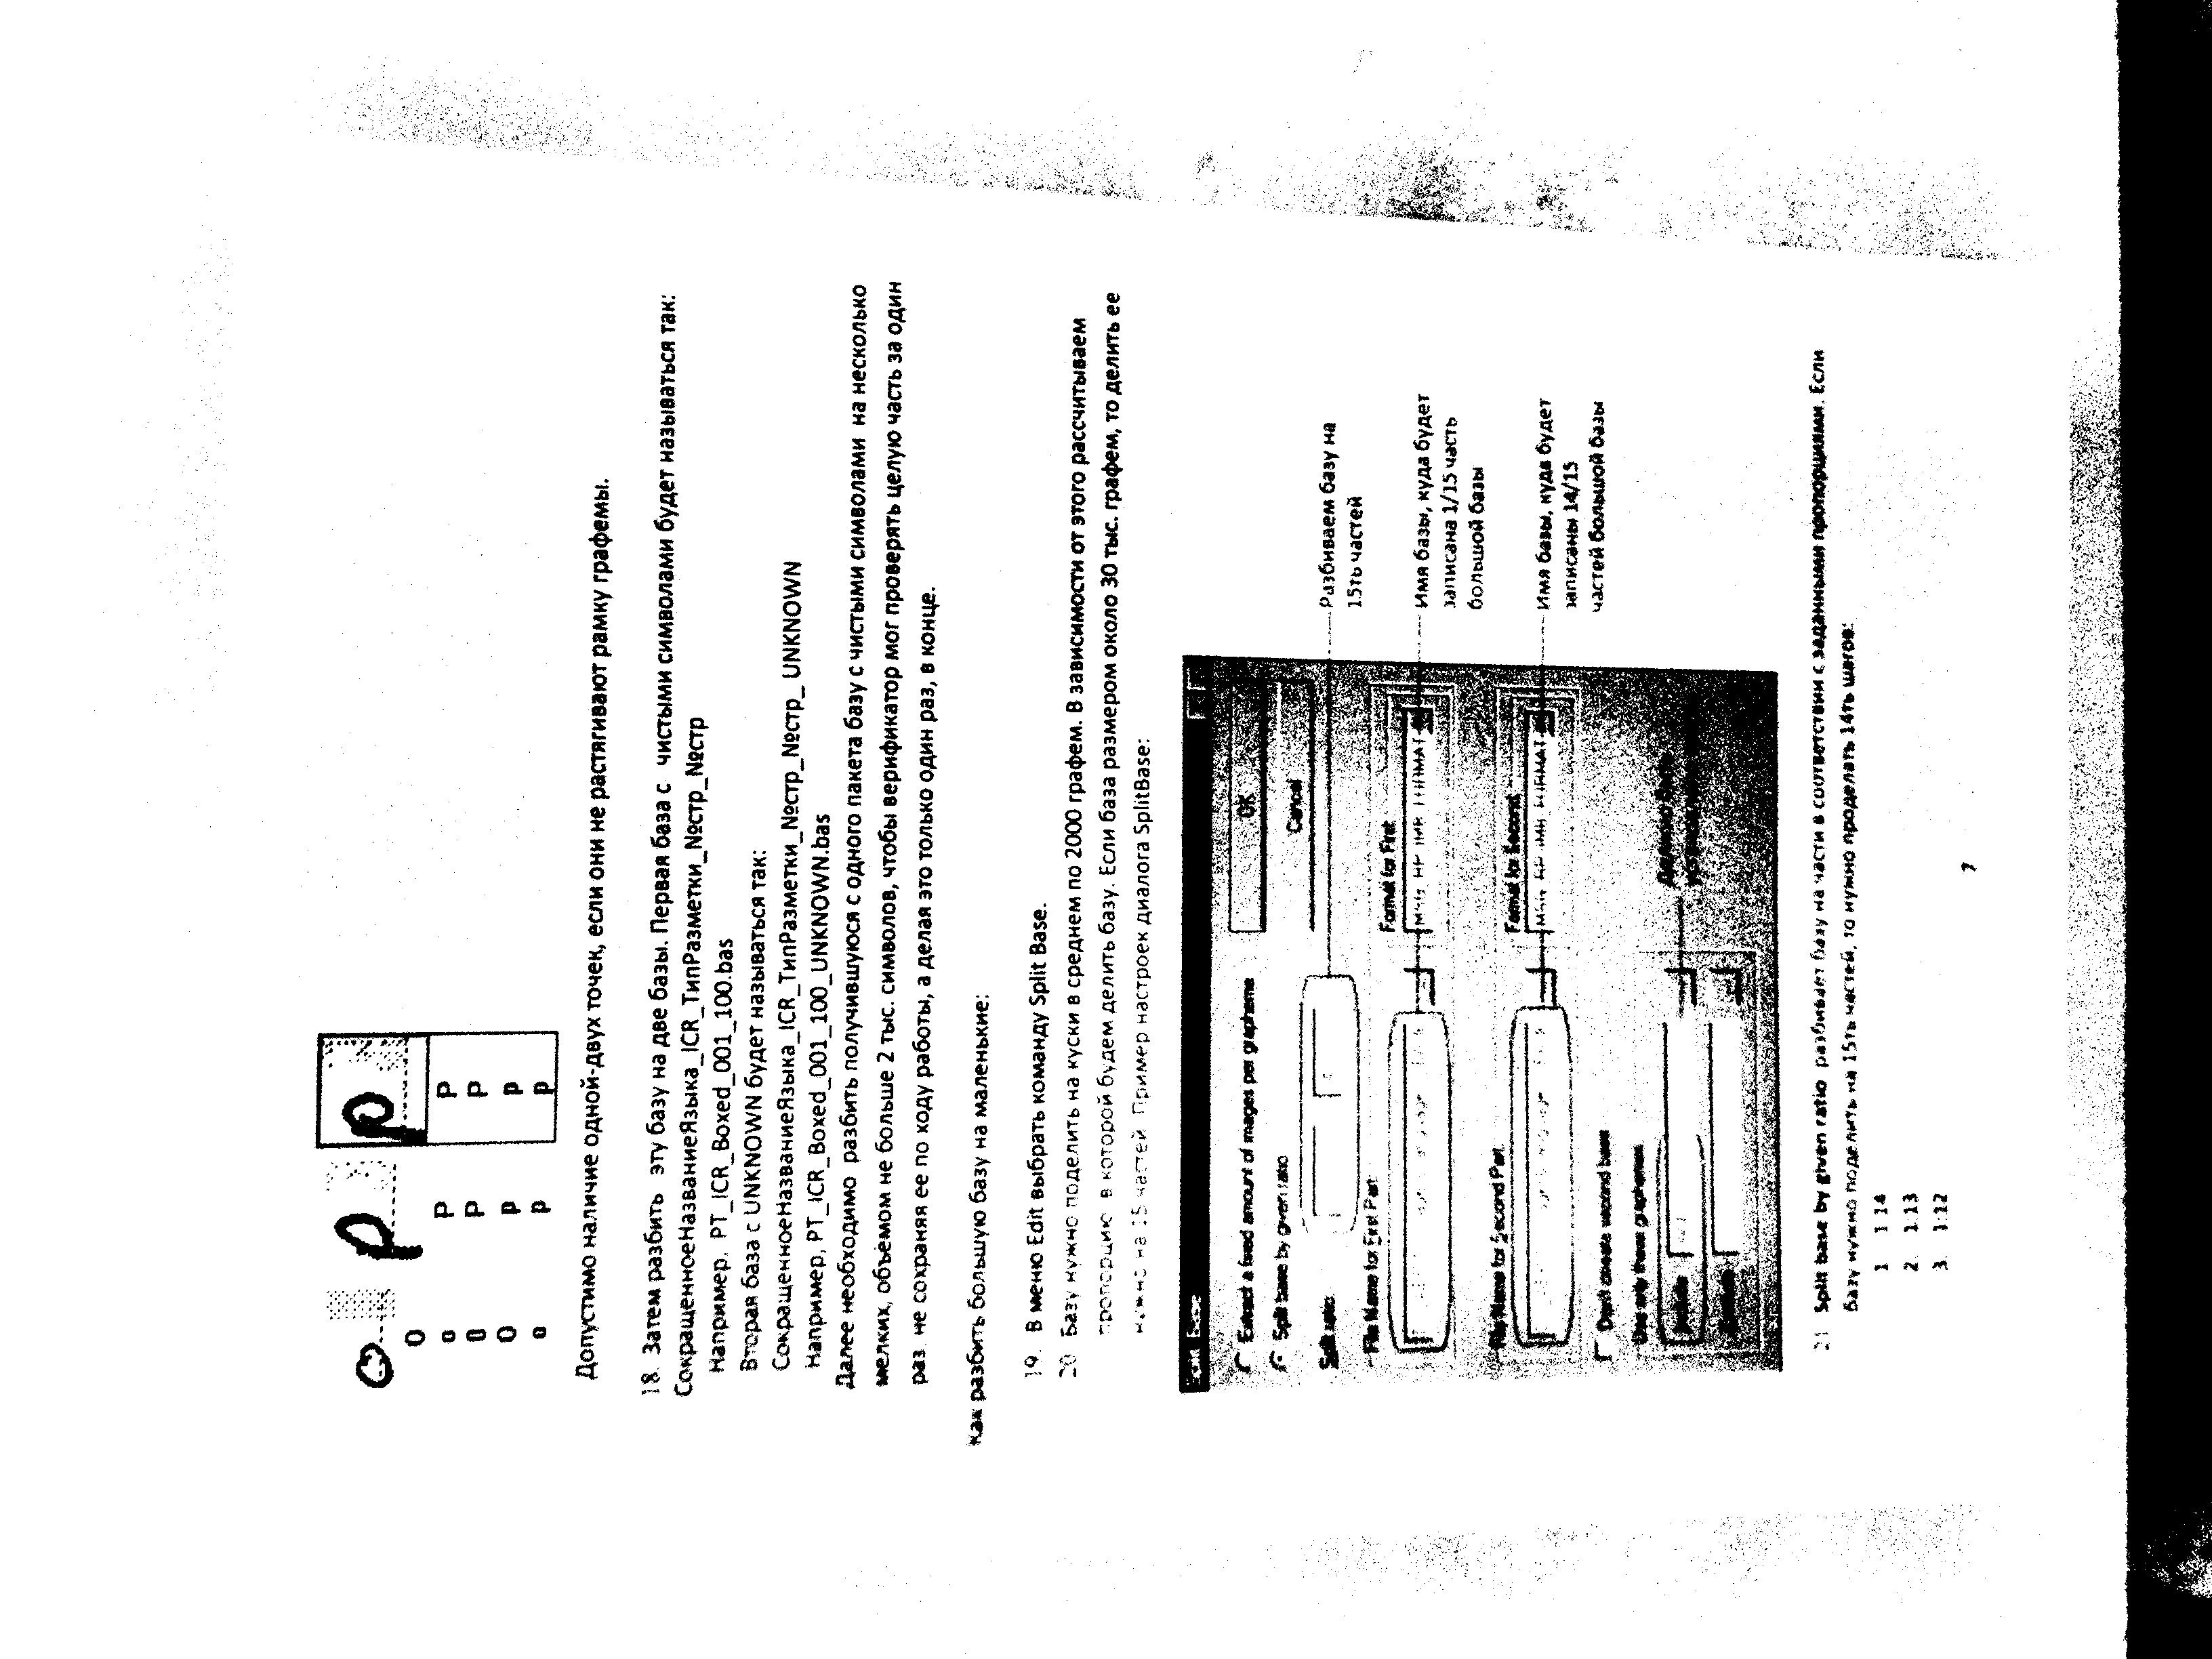 O P P
o P P
0 p p
O p p
o
Допустимо наличие одной-двух точек, если они не растягивают рамку графемы.
18. Затем разбить эту базу на две базы. Первая база с чистыми символами будет называться так:
СокращенноеНазваниеЯзыка_ICR_ТипРазметки_№стр_№стр
Например, PT_ICR_Boxed_001_100.bas
Вторая база с UNKNOWN будет называться так:
СокращенноеНазваниеЯзыка_ICR_ТипРазметки_№стр_№стр_UNKNOWN
Например, PT_ICR_Boxed_001_100_UNKNOWN.bas
Далее необходимо разбить получившуюся с одного пакета базу с чистыми символами на несколько
мелких, объемом не больше 2 тыс. символов, чтобы верификатор мог проверять целую часть за один
раз не сохраняя ее по ходу работы, а делая это только один раз, в конце.
Как разбить большую базу на маленькие:
19. В меню Edit выбрать команду Split Base.
20 Базу нужно поделить на куски в среднем по 2000 графем. В зависимости от этого рассчитываем
пропорцию в которой будем делить базу. Если база размером около 30 тыс. графем, то делить ее
нужно на 15 частей Пример настроек диалога SplitBase:
Split Base
Extract a fixed amount of images per grapheme
OK
Split base by given ratio
Cancel
Split ratio
Разбиваем базу на
15ть частей
File Name for First Part
Format for First
Имя базы, куда будет
записана 1/15 часть
большой базы
File Name for Second Part
Format for Second
Имя базы, куда будет
записаны 14/15
частей большой базы
Don't create second base
Use only these graphemes
21 Split base by given ratio разбивает базу на части в соответствии с заданными пропорциями. Если
базу нужно поделить на 15ть частей, то нужно проделать 14ть шагов:
1 1 14
2. 1:13
3. 1:12
7